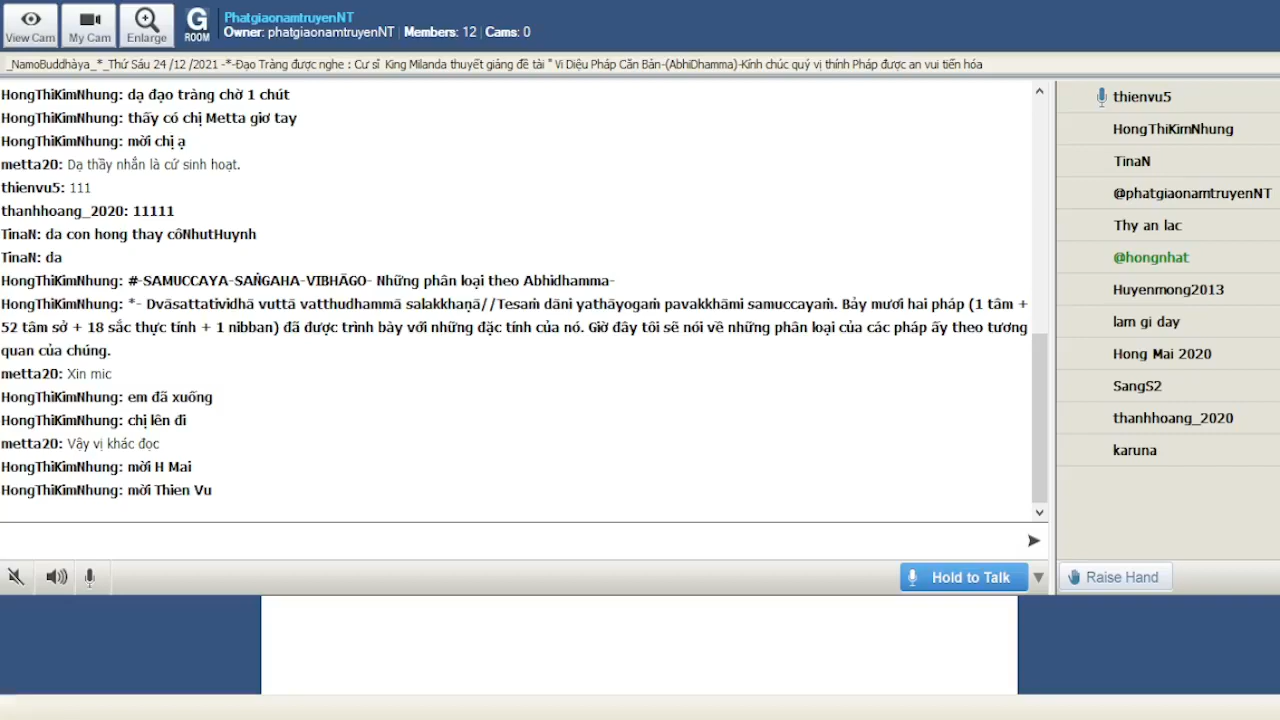 PhatgiaonamtruyenNT
Owner: phatgiaonamtruyenNT | Members: 12 | Cams: 0
View Cam
My Cam
Enlarge
G
ROOM
_NamoBuddhàya_*_Thứ Sáu 24 /12 /2021 -*-Đạo Tràng được nghe : Cư sĩ King Milanda thuyết giảng đề tài " Vi Diệu Pháp Căn Bản-(AbhiDhamma)-Kính chúc quý vị thính Pháp được an vui tiến hóa
HongThiKimNhung: dạ đạo tràng chờ 1 chút
HongThiKimNhung: thấy có chị Metta giơ tay
HongThiKimNhung: mời chị ạ
metta20: Dạ thầy nhắn là cứ sinh hoạt.
thienvu5: 111
thanhhoang_2020: 11111
TinaN: da con hong thay côNhutHuynh
TinaN: da
HongThiKimNhung: #-SAMUCCAYA-SAṄGAHA-VIBHĀGO- Những phân loại theo Abhidhamma-
HongThiKimNhung: *- Dvāsattatividhā vuttā vatthudhammā salakkhaṇā//Tesaṁ dāni yathāyogaṁ pavakkhāmi samuccayaṁ. Bảy mươi hai pháp (1 tâm +
52 tâm sở + 18 sắc thực tính + 1 nibban) đã được trình bày với những đặc tính của nó. Giờ đây tôi sẽ nói về những phân loại của các pháp ấy theo tương
quan của chúng.
metta20: Xin mic
HongThiKimNhung: em đã xuống
HongThiKimNhung: chị lên đi
metta20: Vậy vị khác đọc
HongThiKimNhung: mời H Mai
HongThiKimNhung: mời Thien Vu
thienvu5
HongThiKimNhung
TinaN
@phatgiaonamtruyenNT
Thy an lac
@hongnhat
Huyenmong2013
lam gi day
Hong Mai 2020
SangS2
thanhhoang_2020
karuna
Hold to Talk
Raise Hand